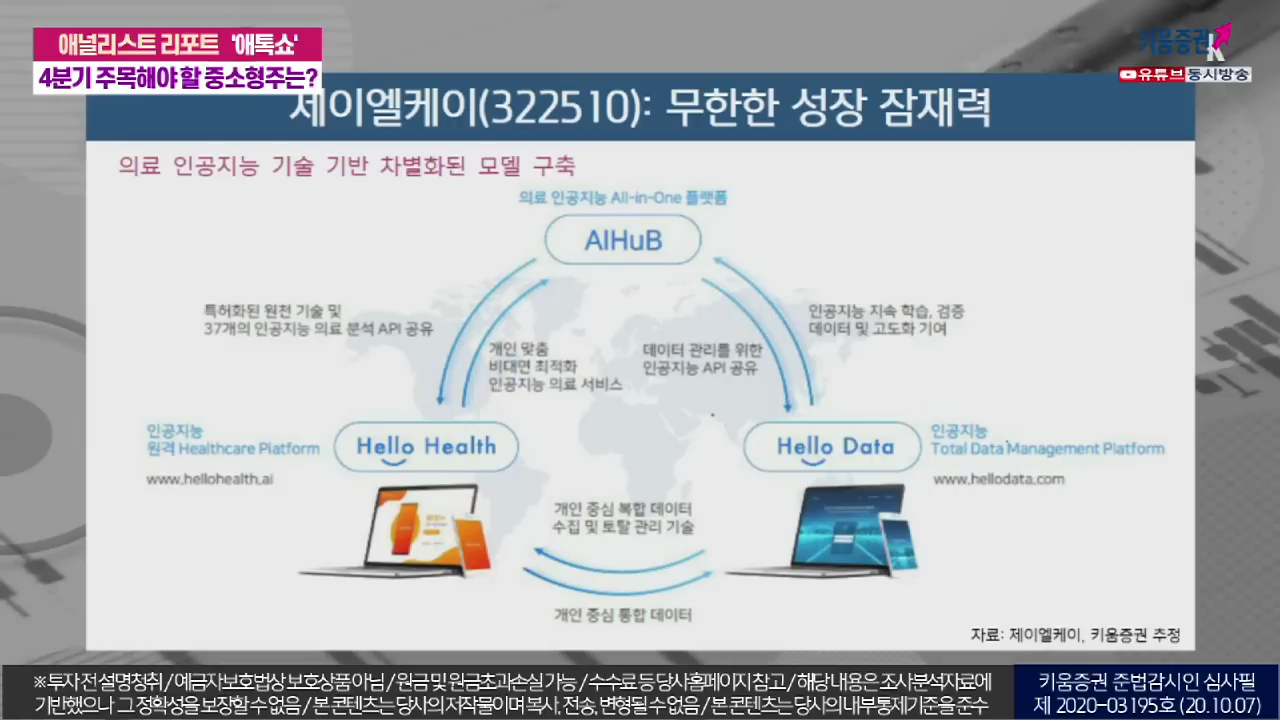 애널리스트 리포트 '애톡쇼'
4분기 주목해야 할 중소형주는?
키움증권
유튜브 동시방송
제이엘케이(322510): 무한한 성장 잠재력
의료 인공지능 기술 기반 차별화된 모델 구축
의료 인공지능 All-in-One 플랫폼
AIHuB
특허화된 원천 기술 및
37개의 인공지능 의료 분석 API 공유
개인 맞춤
비대면 최적화
인공지능 의료 서비스
데이터 관리를 위한
인공지능 API 공유
인공지능 지속 학습, 검증
데이터 및 고도화 기여
인공지능
원격 Healthcare Platform
Hello Health
www.hellohealth.ai
Hello Data
인공지능
Total Data Management Platform
www.hellodata.com
개인 중심 복합 데이터
수집 및 토탈 관리 기술
개인 중심 통합 데이터
자료: 제이엘케이, 키움증권 추정
※ 투자 전 설명청취 / 예금자보호법상 보호상품 아님 / 원금 및 원금초과손실 가능 / 수수료 등 당사홈페이지 참고 / 해당 내용은 조사분석자료에
기반했으나 그 정확성을 보장할 수 없음 / 본 콘텐츠는 당사의 저작물이며 복사, 전송, 변형될 수 없음 / 본 콘텐츠는 당사의 내부통제기준을 준수
키움증권 준법감시인 심사필
제 2020-03195호 (20.10.07)